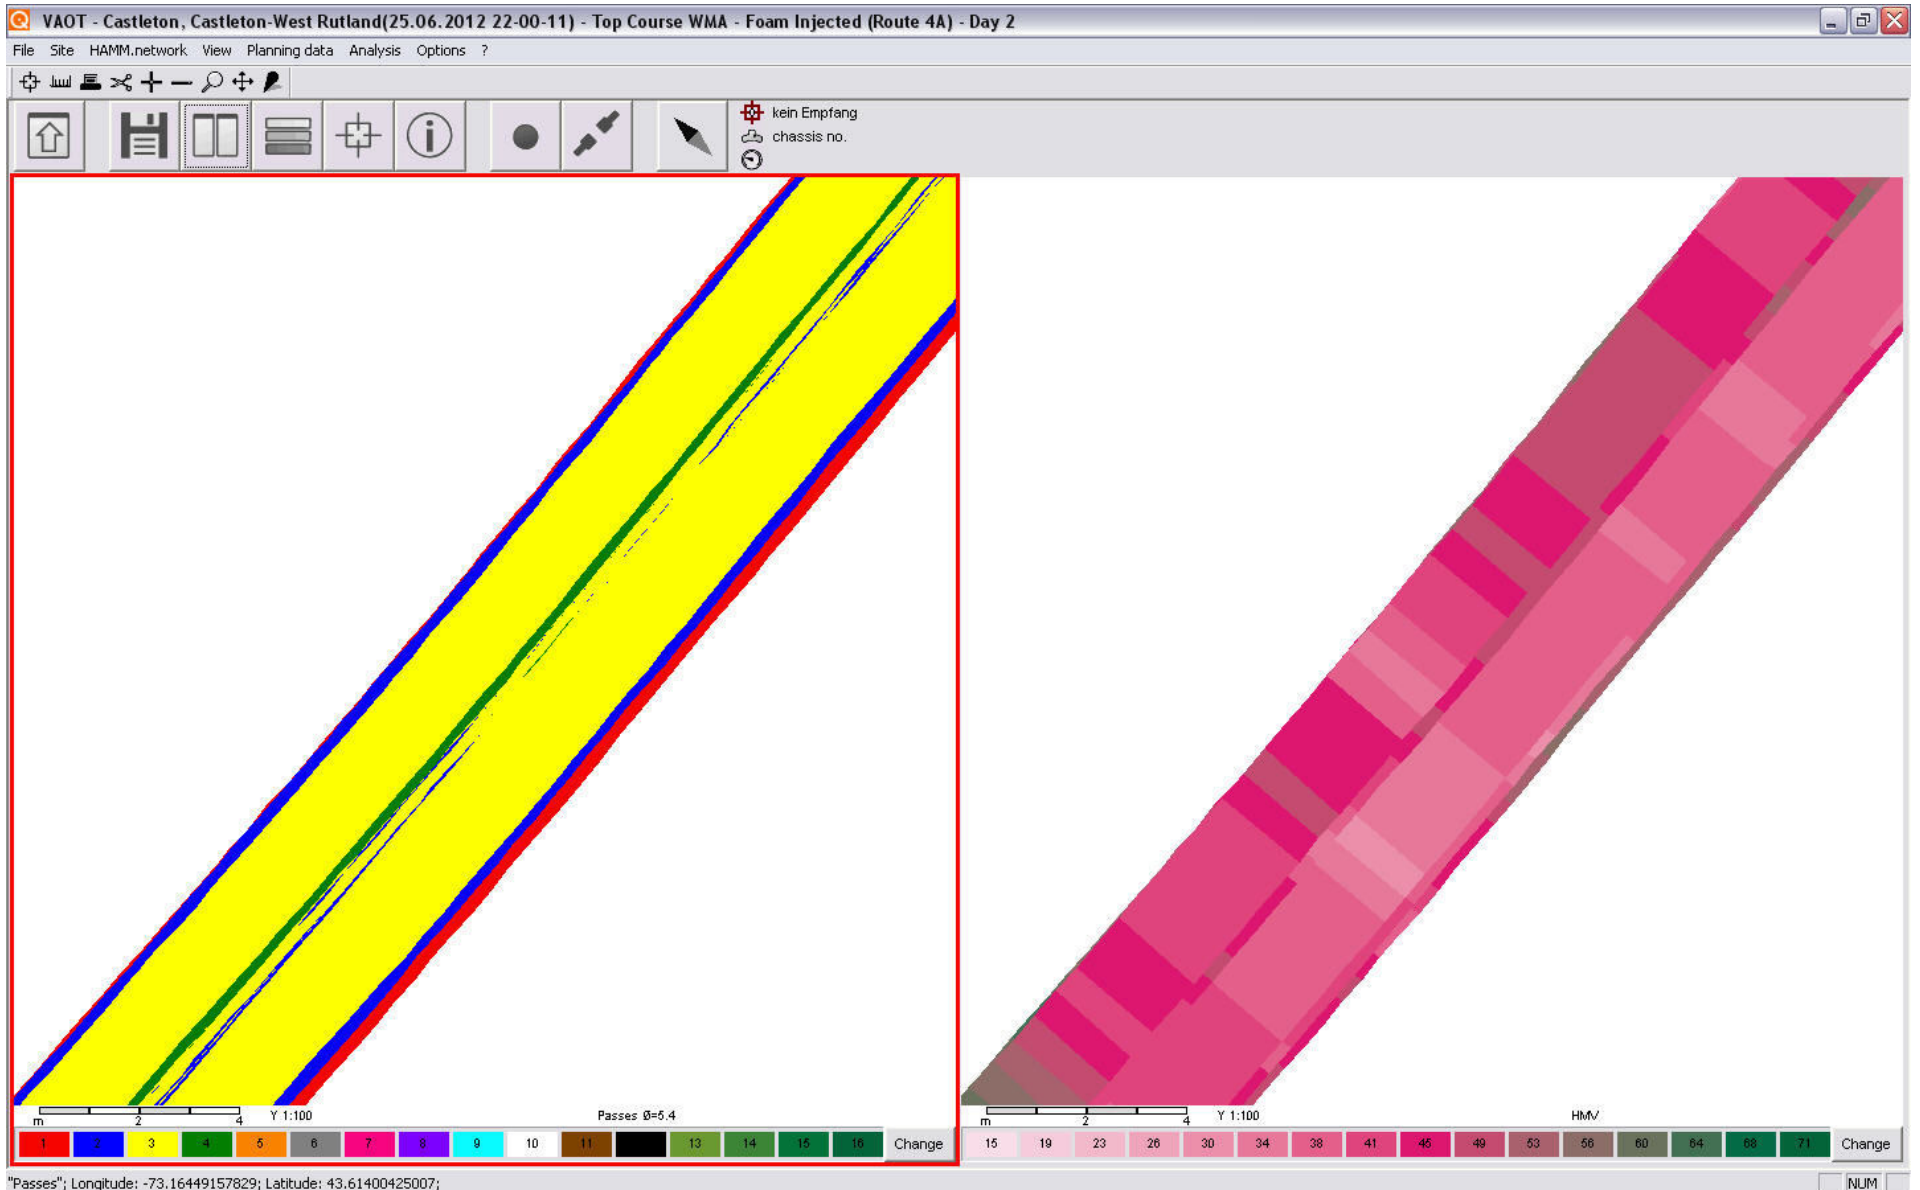 VAOT - Castleton, Castleton-West Rutland(25.06.2012 22-00-11) - Top Course WMA - Foam Injected (Route 4A) - Day 2
File Site HAMM.network View Planning data Analysis Options ?
kein Empfang
chassis no.
m 2 4 Y 1:100 Passes Ø=5.4
m 2 4 Y 1:100 HMV
1 2 3 4 5 6 7 8 9 10 11 13 14 15 16 Change
15 19 23 26 30 34 38 41 45 49 53 56 60 64 68 71 Change
"Passes"; Longitude: -73.16449157829; Latitude: 43.61400425007;
NUM